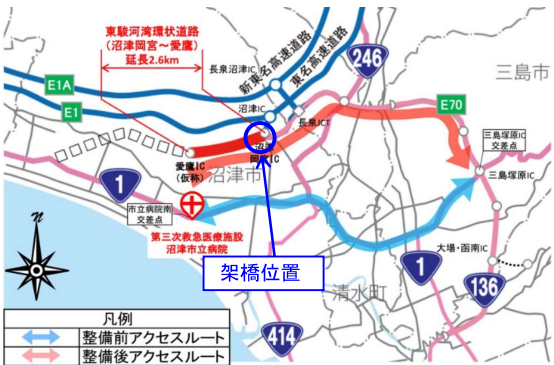 東駿河湾環状道路
(沼津岡宮～愛鷹)
延長2.6km
長泉沼津IC
新東名高速道路
東名高速道路
246
三島市
E1A
E1
沼津IC
長泉JCT
E70
三島塚原IC
交差点
三島塚原IC
愛鷹IC
(仮称)
沼津
岡宮IC
沼津市
1
市立病院南
交差点
第三次救急医療施設
沼津市立病院
架橋位置
大場・函南IC
清水町
1
136
414
凡例
整備前アクセスルート
整備後アクセスルート